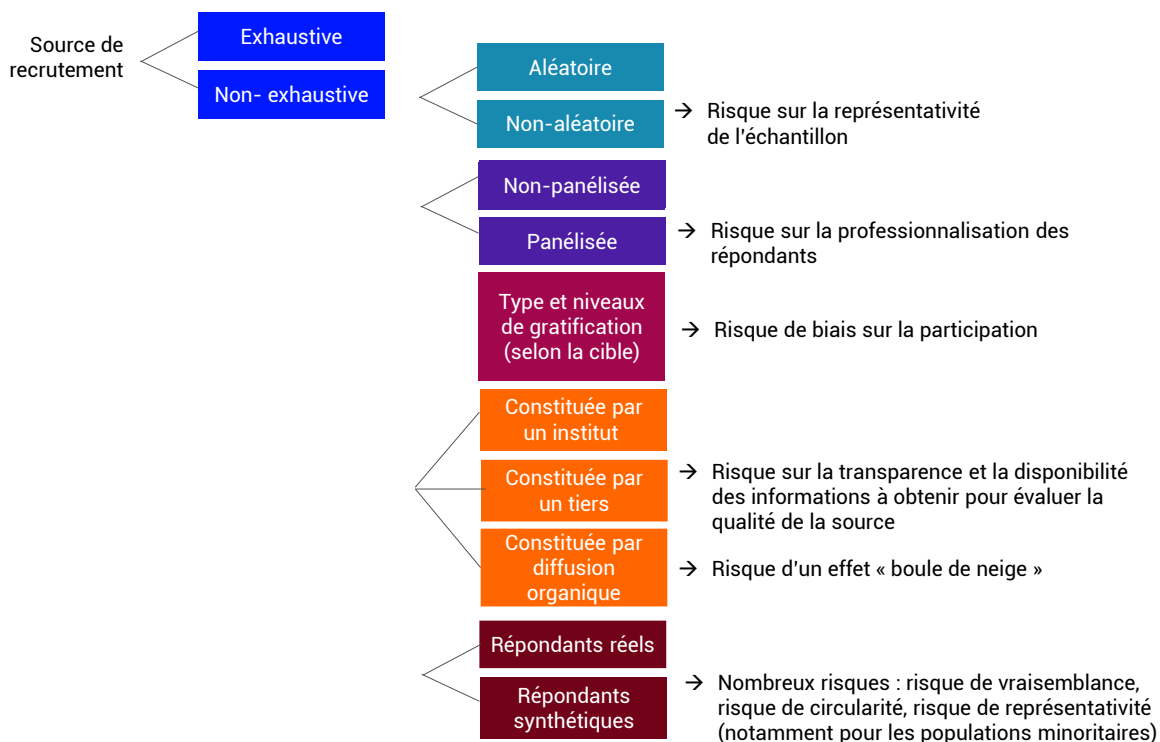 Source de
recrutement
Exhaustive
Non- exhaustive
Aléatoire
Non-aléatoire
→ Risque sur la représentativité
de l'échantillon
Non-panélisée
Panélisée
→ Risque sur la professionnalisation des
répondants
Type et niveaux
de gratification
(selon la cible)
→ Risque de biais sur la participation
Constituée par
un institut
Constituée par
un tiers
→ Risque sur la transparence et la disponibilité
des informations à obtenir pour évaluer la
qualité de la source
Constituée par
diffusion
organique
→ Risque d'un effet « boule de neige »
Répondants réels
Répondants
synthétiques
→ Nombreux risques : risque de vraisemblance,
risque de circularité, risque de représentativité
(notamment pour les populations minoritaires)